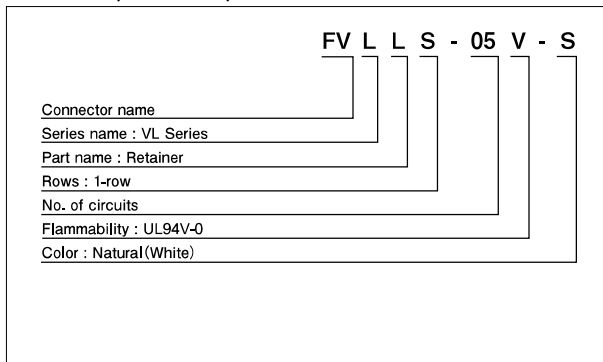 FV L L S - 05 V - S
Connector name
Series name : VL Series
Part name : Retainer
Rows : 1-row
No. of circuits
Flammability : UL94V-0
Color : Natural(White)